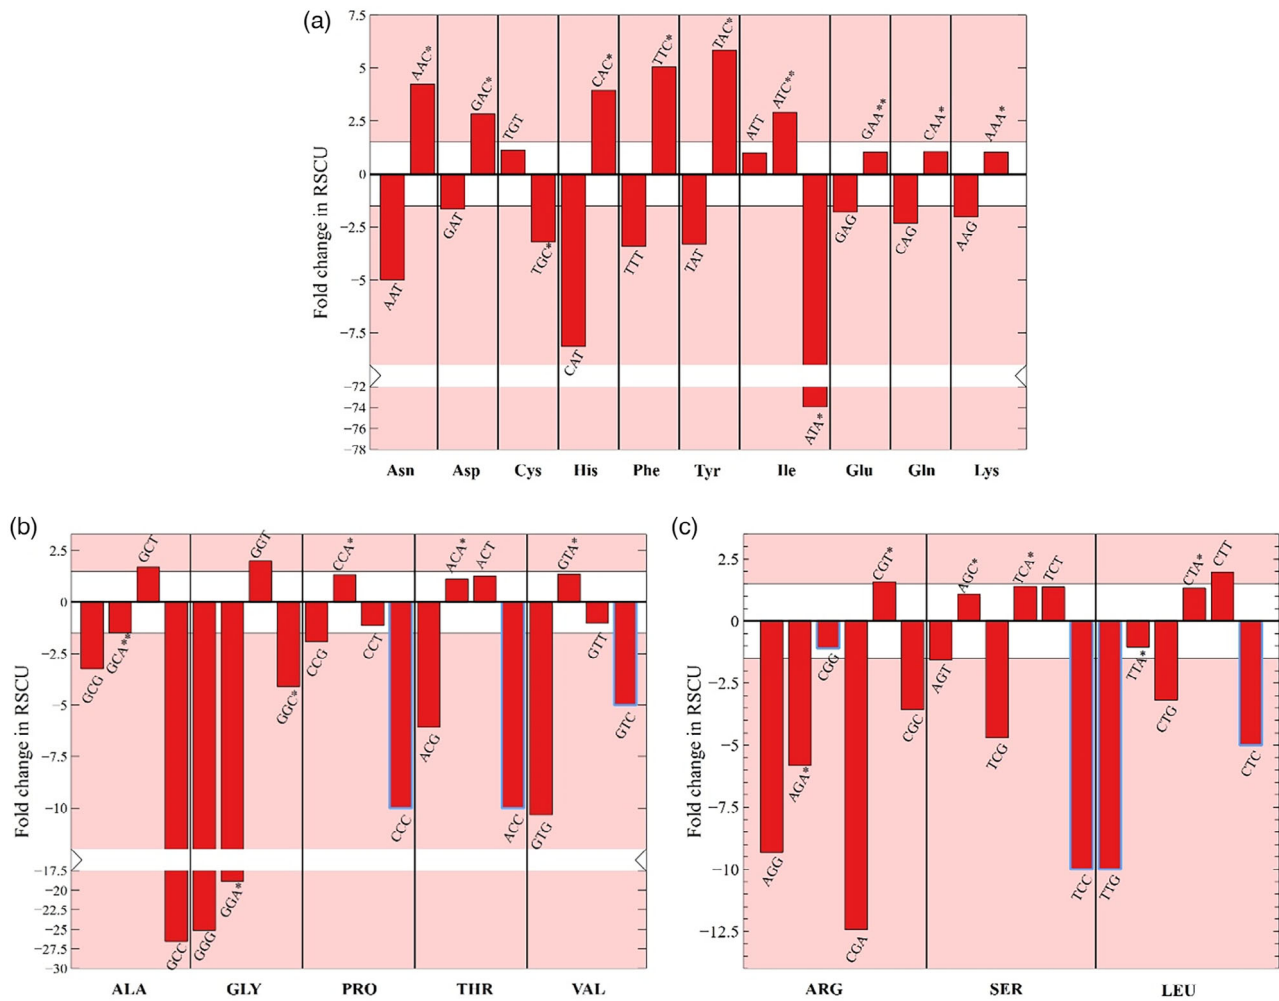 (a)
Fold change in RSCU
7.5
5
2.5
0
−2.5
−5
−7.5
−72
−74
−76
−78
AAT
AAC*
GAT
GAC*
TGT
TGC*
CAT
CAC*
TTT
TTC*
TAT
TAC*
ATT
ATC**
ATA*
GAG
GAA**
CAG
CAA*
AAG
AAA*
Asn Asp Cys His Phe Tyr Ile Glu Gln Lys
(b)
Fold change in RSCU
2.5
0
−2.5
−5
−7.5
−10
−17.5
−20
−22.5
−25
−27.5
−30
GCG
GCA**
GCT
GCC
GGG
GGA*
GGT
GGC*
CCG
CCA*
CCT
CCC
ACG
ACA*
ACT
ACC
GTG
GTA*
GTT
GTC
ALA GLY PRO THR VAL
(c)
Fold change in RSCU
2.5
0
−2.5
−5
−7.5
−10
−12.5
AGG
AGA*
CGG
CGA
CGT*
CGC
AGT
AGC*
TCG
TCA*
TCT
TCC
TTG
TTA*
CTG
CTA*
CTT
CTC
ARG SER LEU